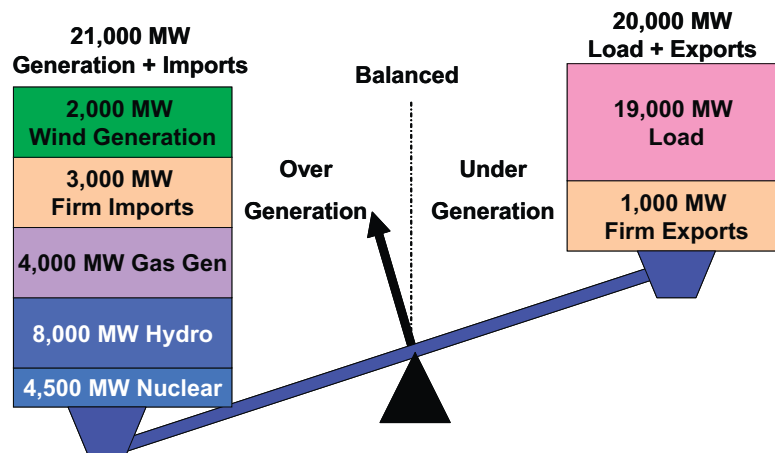 21,000 MW
Generation + Imports
2,000 MW
Wind Generation
3,000 MW
Firm Imports
4,000 MW Gas Gen
8,000 MW Hydro
4,500 MW Nuclear
Balanced
Over
Generation
Under
Generation
20,000 MW
Load + Exports
19,000 MW
Load
1,000 MW
Firm Exports